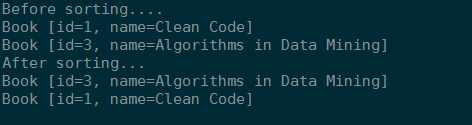 Before sorting....
Book [id=1, name=Clean Code]
Book [id=3, name=Algorithms in Data Mining]
After sorting...
Book [id=3, name=Algorithms in Data Mining]
Book [id=1, name=Clean Code]